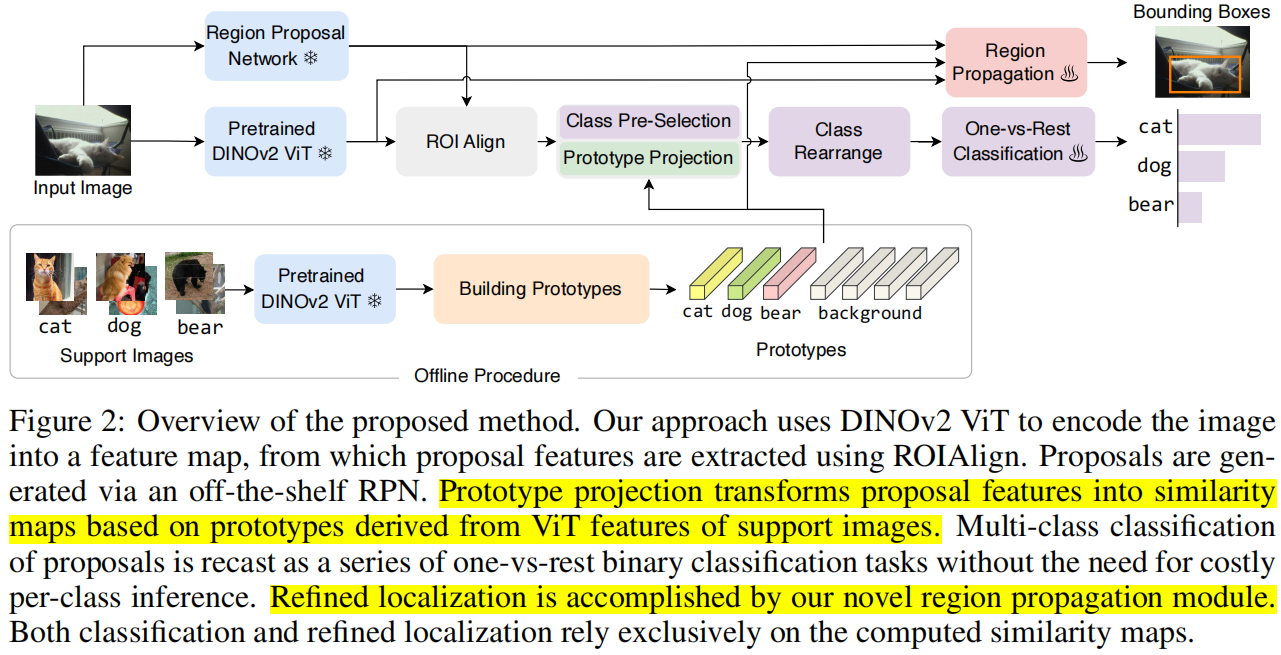 Bounding Boxes
Region Proposal
Network
Region
Propagation
Pretrained
DINOv2 ViT
ROI Align
Class Pre-Selection
Prototype Projection
Class
Rearrange
One-vs-Rest
Classification
cat
dog
bear
Input Image
Pretrained
DINOv2 ViT
Building Prototypes
cat dog bear background
Prototypes
cat dog bear
Support Images
Offline Procedure
Figure 2: Overview of the proposed method. Our approach uses DINOv2 ViT to encode the image
into a feature map, from which proposal features are extracted using ROIAlign. Proposals are gen-
erated via an off-the-shelf RPN. Prototype projection transforms proposal features into similarity
maps based on prototypes derived from ViT features of support images. Multi-class classification
of proposals is recast as a series of one-vs-rest binary classification tasks without the need for costly
per-class inference. Refined localization is accomplished by our novel region propagation module.
Both classification and refined localization rely exclusively on the computed similarity maps.